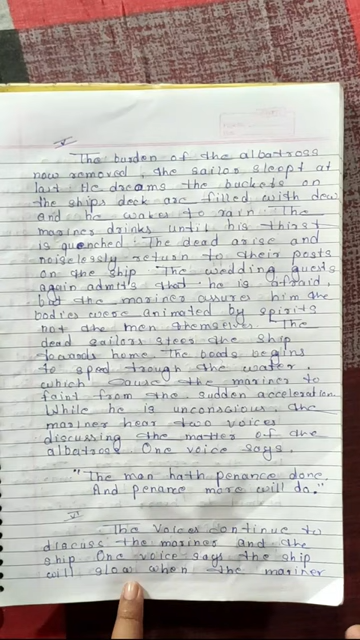 V
The burden of the albatross
now removed, the sailor sleept at
last He dreams the buckets on
the ships deck are filled with dew
and he wakes to rain. The
mariner drinks until his thirst
is quenched. The dead arise and
noiselessly return to their posts
on the ship. The wedding guests
again admit's that he is afraid,
but the mariner assures him the
bodies were animated by spirits
not the men themselves. The
dead sailors steer the ship
towards home. The boods begins
to speed trough the water,
which cause the mariner to
faint from the sudden acceleration.
While he is unconscious, the
mariner hear two voices
discussing the matter of the
albatross One voice says,
"The man hath penance done,
And penance more will do."
VI
The voices continue to
discuss the mariner and the
ship. One voice says the ship
will slow when the mariner